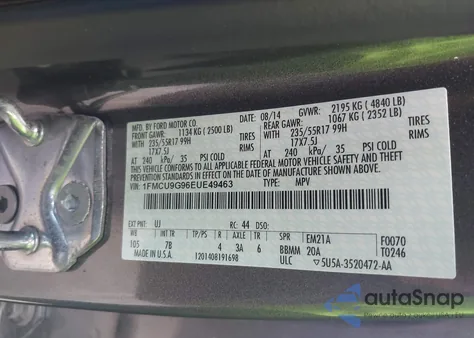 MFD. BY FORD MOTOR CO.
08/14 GVWR: 2195 KG ( 4840 LB)
FRONT GAWR: 1134 KG ( 2500 LB) REAR GAWR: 1067 KG ( 2352 LB)
WITH 235/55R17 99H TIRES WITH 235/55R17 99H TIRES
17X7.5J 17X7.5J
AT 240 kPa/ 35 PSI COLD AT 240 kPa/ 35 PSI COLD
THIS VEHICLE CONFORMS TO ALL APPLICABLE FEDERAL MOTOR VEHICLE SAFETY AND THEFT PREVENTION STANDARDS IN EFFECT ON THE DATE OF MANUFACTURE SHOWN ABOVE.
VIN: 1FMCU9G96EUE49463
TYPE: MPV
EXT PNT: UJ RC: 44 DSO:
WB INT TR TP/PS R AXLE TR SPR
105 7B 4 3A 6 BBMM
EM21A F0070
20A T0246
MADE IN U.S.A. 1201408191698 ULC 5U5A-3520472-AA
autoSnap